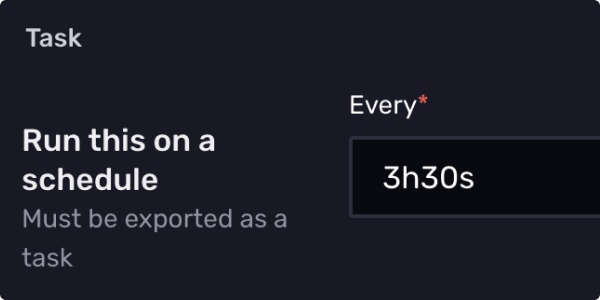 Task
Every*
Run this on a
schedule
3h30s
Must be exported as a
task